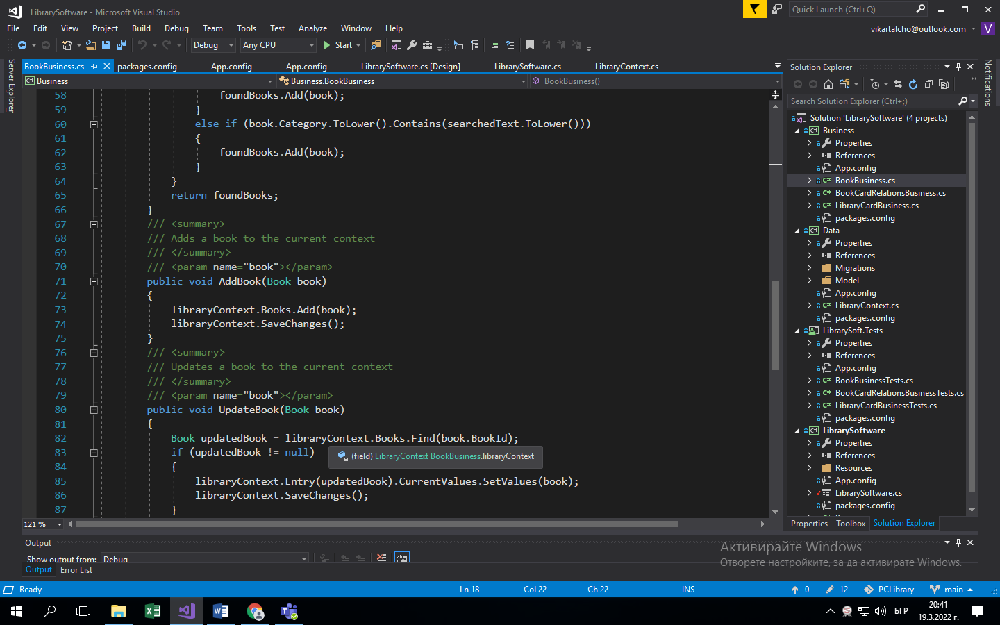 LibrarySoftware - Microsoft Visual Studio
Quick Launch (Ctrl+Q)
File Edit View Project Build Debug Team Tools Test Analyze Window Help
vikartalcho@outlook.com V
Debug Any CPU Start
Server Explorer
BookBusiness.cs packages.config App.config App.config LibrarySoftware.cs [Design] LibrarySoftware.cs LibraryContext.cs
Business Business.BookBusiness BookBusiness()
58 foundBooks.Add(book);
59 }
60 else if (book.Category.ToLower().Contains(searchedText.ToLower()))
61 {
62 foundBooks.Add(book);
63 }
64 }
65 return foundBooks;
66 }
67 /// <summary>
68 /// Adds a book to the current context
69 /// </summary>
70 /// <param name="book"></param>
71 public void AddBook(Book book)
72 {
73 libraryContext.Books.Add(book);
74 libraryContext.SaveChanges();
75 }
76 /// <summary>
77 /// Updates a book to the current context
78 /// </summary>
79 /// <param name="book"></param>
80 public void UpdateBook(Book book)
81 {
82 Book updatedBook = libraryContext.Books.Find(book.BookId);
83 if (updatedBook != null)
(field) LibraryContext BookBusiness.libraryContext
84 {
85 libraryContext.Entry(updatedBook).CurrentValues.SetValues(book);
86 libraryContext.SaveChanges();
87 }
121 %
Solution Explorer
Notifications
Search Solution Explorer (Ctrl+;)
Solution 'LibrarySoftware' (4 projects)
Business
Properties
References
App.config
BookBusiness.cs
BookCardRelationsBusiness.cs
LibraryCardBusiness.cs
packages.config
Data
Properties
References
Migrations
Model
App.config
LibraryContext.cs
packages.config
LibrarySoft.Tests
Properties
References
App.config
BookBusinessTests.cs
BookCardRelationsBusinessTests.cs
LibraryCardBusinessTests.cs
packages.config
LibrarySoftware
Properties
References
Resources
App.config
LibrarySoftware.cs
packages.config
Properties Toolbox Solution Explorer
Output
Show output from: Debug
Output Error List
Активирайте Windows
Отворете настройките, за да активирате Windows.
Ready Ln 18 Col 22 Ch 22 INS 0 12 PCLibrary main
БГР
20:41
19.3.2022 г.